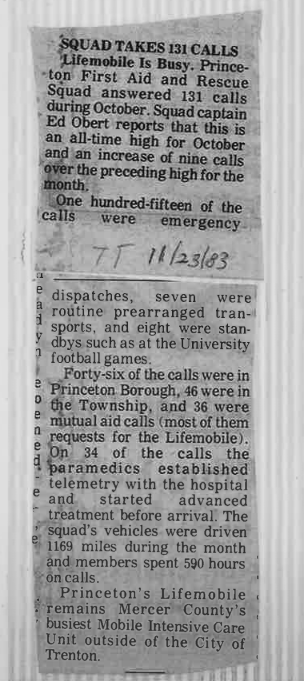 SQUAD TAKES 131 CALLS
Lifemobile Is Busy. Prince-
ton First Aid and Rescue
Squad answered 131 calls
during October. Squad captain
Ed Obert reports that this is
an all-time high for October
and an increase of nine calls
over the preceding high for the
month.
One hundred-fifteen of the
calls were emergency
TT 11/23/83
dispatches, seven were
routine prearranged tran-
sports, and eight were stan-
dbys such as at the University
football games.
Forty-six of the calls were in
Princeton Borough, 46 were in
the Township, and 36 were
mutual aid calls (most of them
requests for the Lifemobile).
On 34 of the calls the
paramedics established
telemetry with the hospital
and started advanced
treatment before arrival. The
squad's vehicles were driven
1169 miles during the month
and members spent 590 hours
on calls.
Princeton's Lifemobile
remains Mercer County's
busiest Mobile Intensive Care
Unit outside of the City of
Trenton.